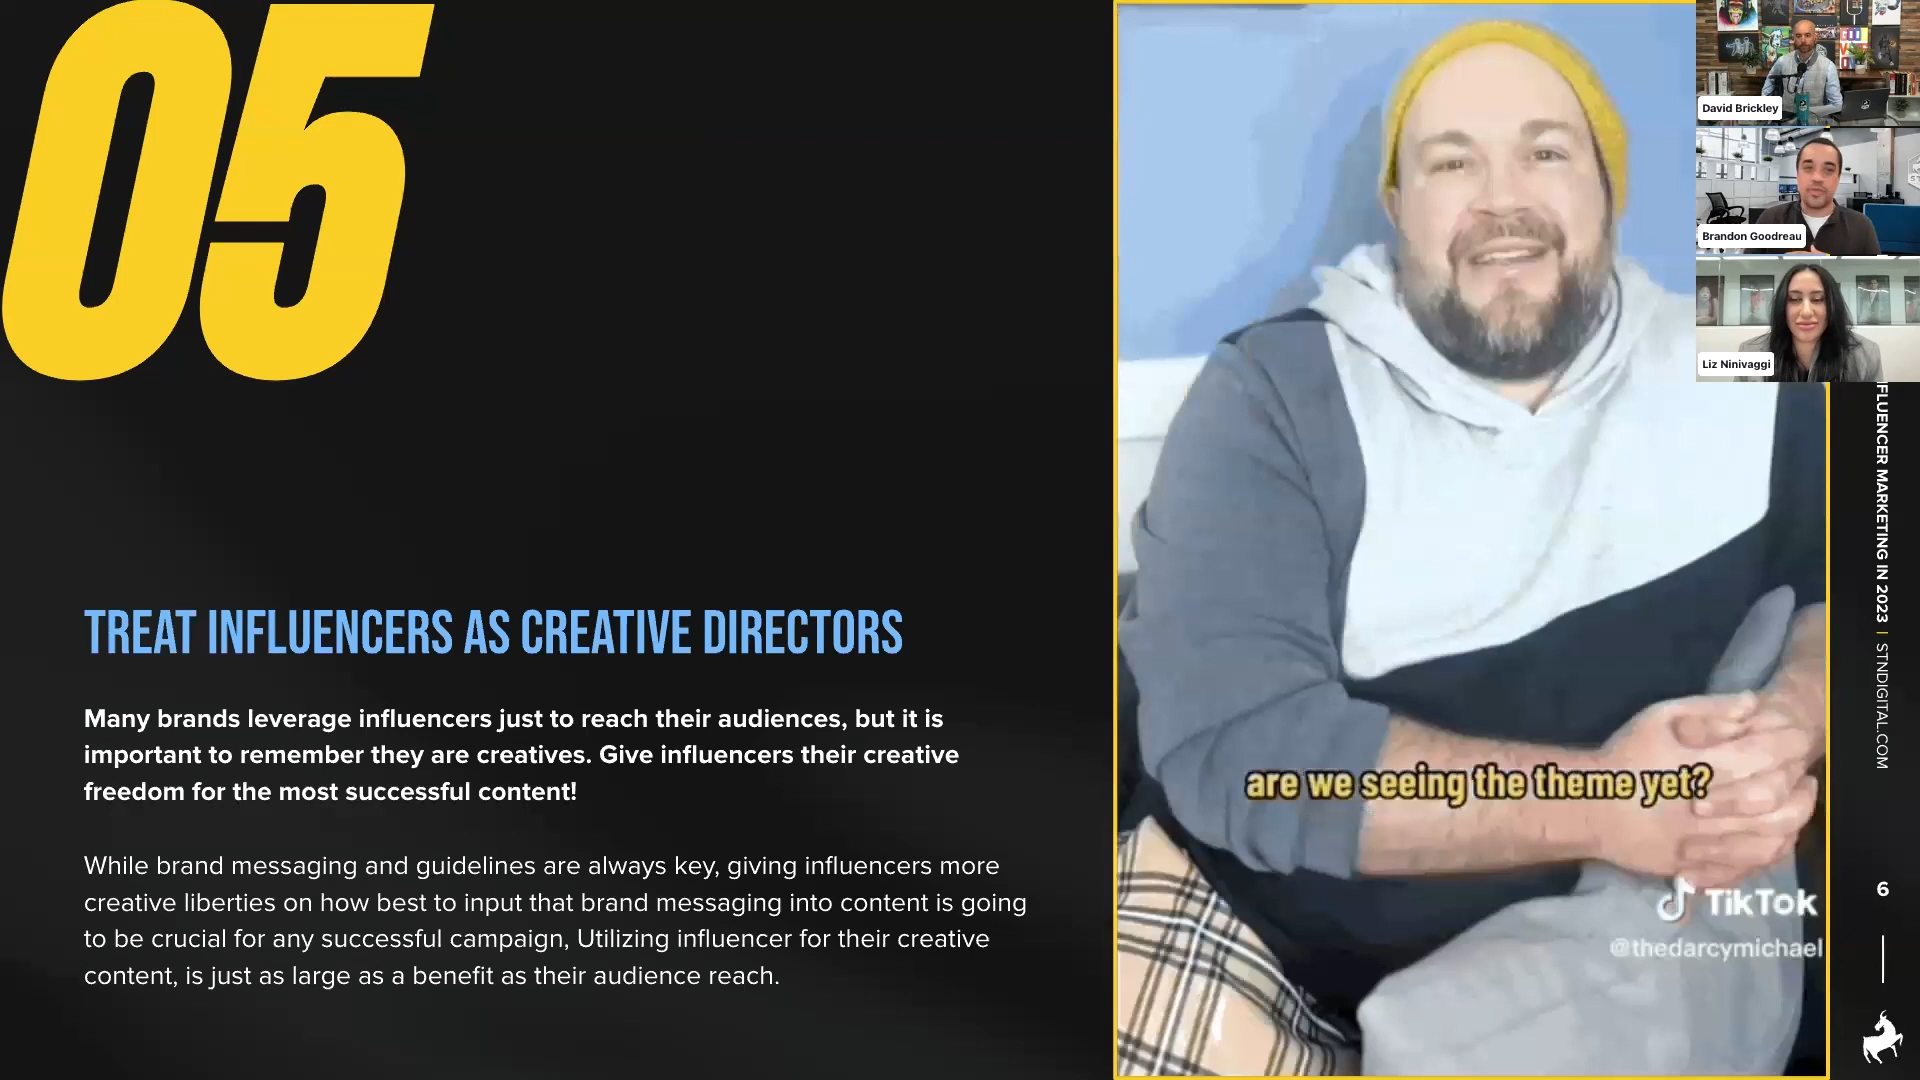 05
TREAT INFLUENCERS AS CREATIVE DIRECTORS
Many brands leverage influencers just to reach their audiences, but it is
important to remember they are creatives. Give influencers their creative
freedom for the most successful content!
While brand messaging and guidelines are always key, giving influencers more
creative liberties on how best to input that brand messaging into content is going
to be crucial for any successful campaign, Utilizing influencer for their creative
content, is just as large as a benefit as their audience reach.
are we seeing the theme yet?
TikTok
@thedarcymichael
David Brickley
Brandon Goodreau
Liz Ninivaggi
FLUENCER MARKETING IN 2023 | STNDIGITAL.COM
6